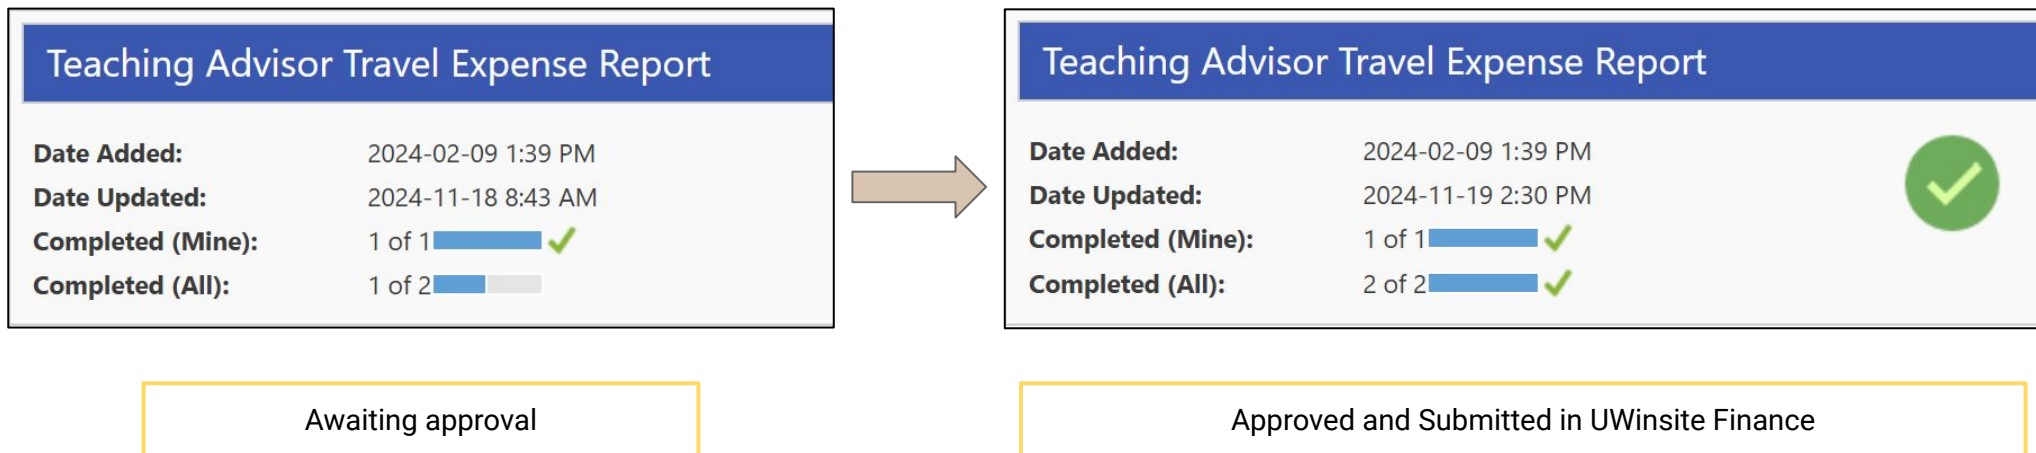 Teaching Advisor Travel Expense Report
Date Added: 2024-02-09 1:39 PM
Date Updated: 2024-11-18 8:43 AM
Completed (Mine): 1 of 1
Completed (All): 1 of 2
Awaiting approval
Teaching Advisor Travel Expense Report
Date Added: 2024-02-09 1:39 PM
Date Updated: 2024-11-19 2:30 PM
Completed (Mine): 1 of 1
Completed (All): 2 of 2
Approved and Submitted in UWinsite Finance